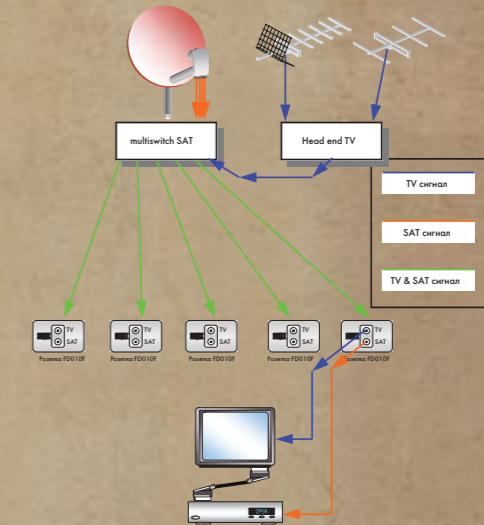 multiswitch SAT
Head end TV
TV сигнал
SAT сигнал
TV & SAT сигнал
TV
SAT
Розетка FD010F
TV
SAT
Розетка FD010F
TV
SAT
Розетка FD010F
TV
SAT
Розетка FD010F
TV
SAT
Розетка FD010F